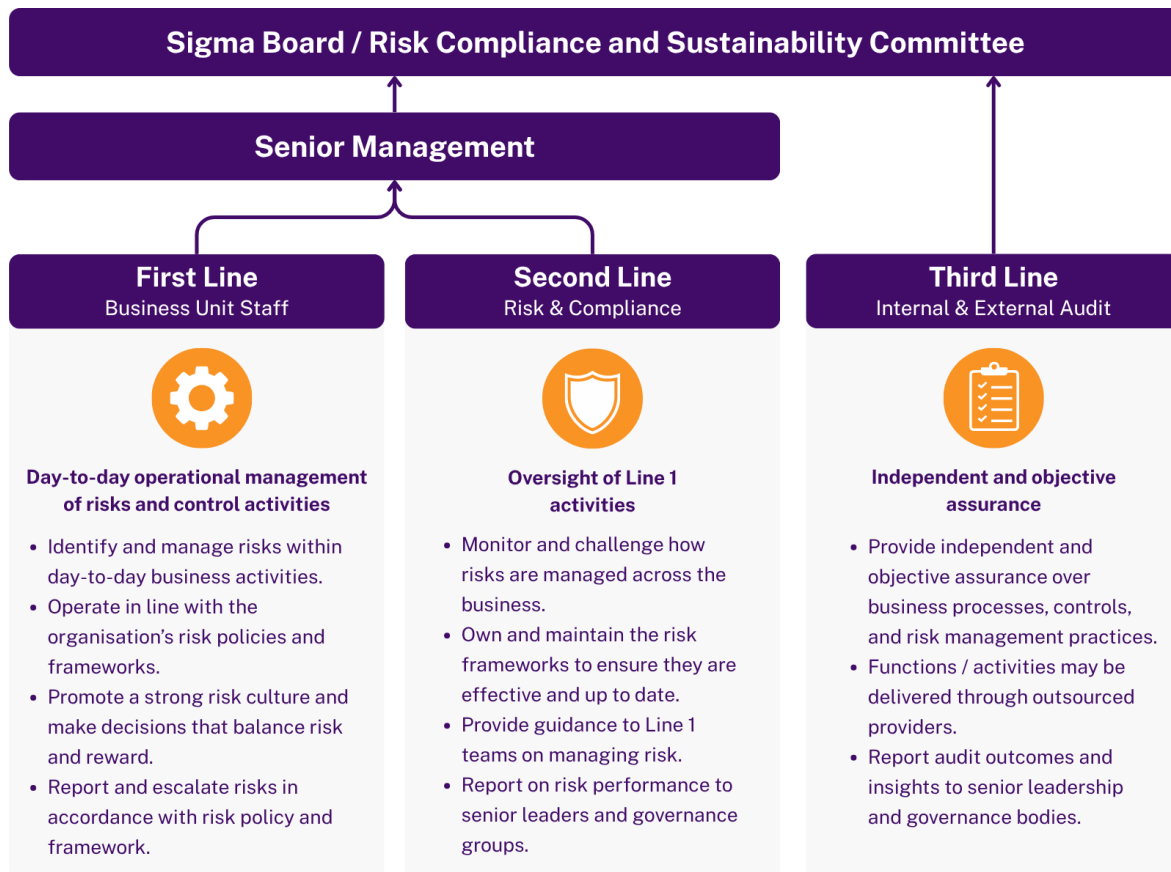 Sigma Board / Risk Compliance and Sustainability Committee
Senior Management
First Line
Business Unit Staff
Day-to-day operational management
of risks and control activities
• Identify and manage risks within
day-to-day business activities.
• Operate in line with the
organisation’s risk policies and
frameworks.
• Promote a strong risk culture and
make decisions that balance risk
and reward.
• Report and escalate risks in
accordance with risk policy and
framework.
Second Line
Risk & Compliance
Oversight of Line 1
activities
• Monitor and challenge how
risks are managed across the
business.
• Own and maintain the risk
frameworks to ensure they are
effective and up to date.
• Provide guidance to Line 1
teams on managing risk.
• Report on risk performance to
senior leaders and governance
groups.
Third Line
Internal & External Audit
Independent and objective
assurance
• Provide independent and
objective assurance over
business processes, controls,
and risk management practices.
• Functions / activities may be
delivered through outsourced
providers.
• Report audit outcomes and
insights to senior leadership
and governance bodies.